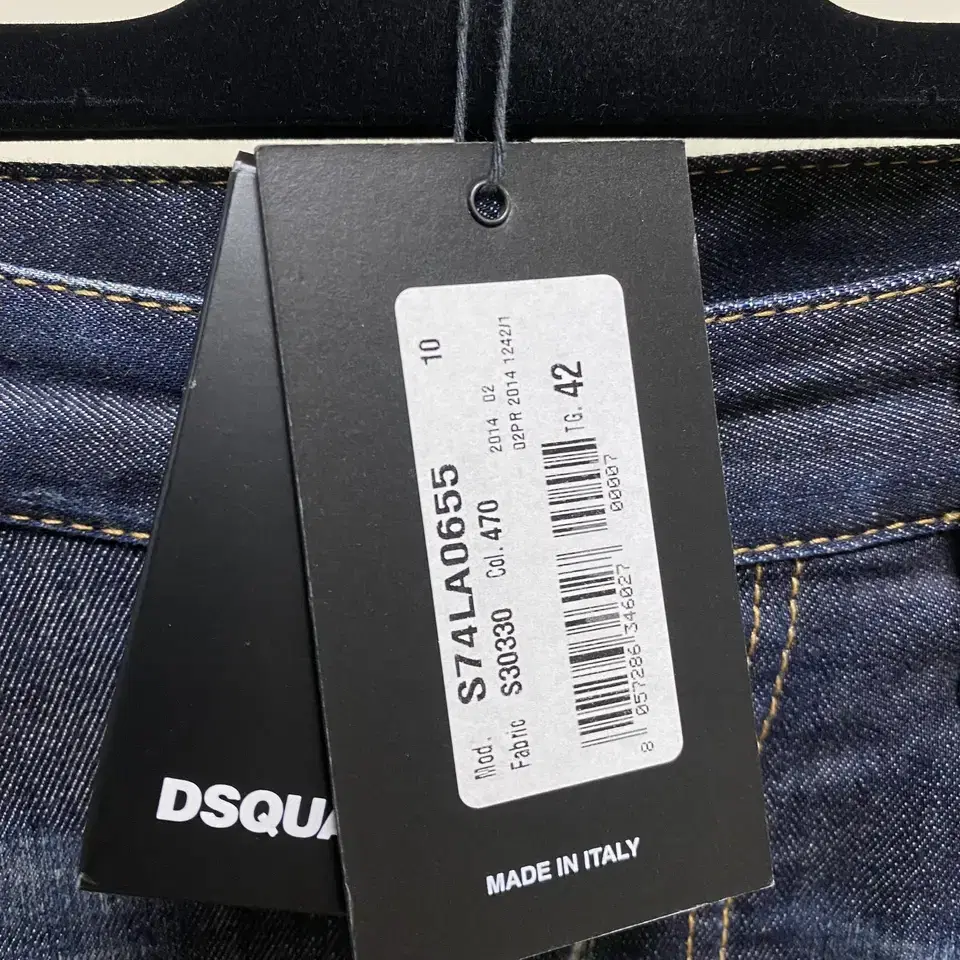 10
Mod. S74LA0655
Fabric S30330 Col. 470 2014 02
02PR 2014 1242/1
TG. 42
00007
8 057286 346027
MADE IN ITALY
DSQUA